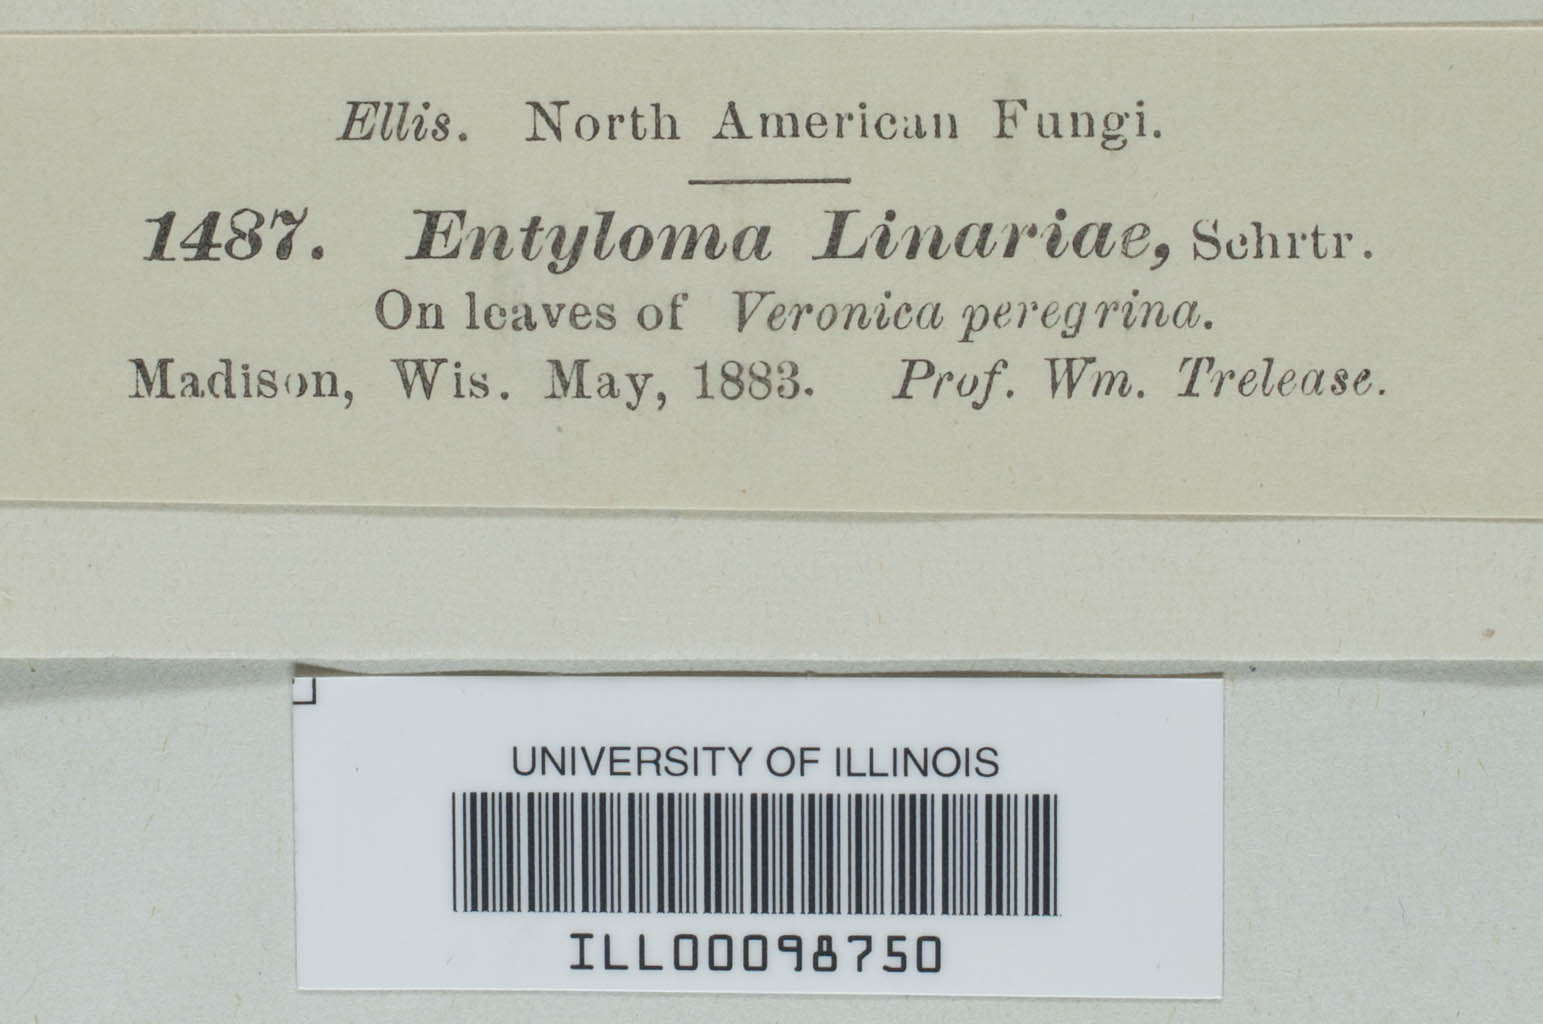 Ellis. North American Fungi.
1487. Entyloma Linariae, Schrtr.
On leaves of Veronica peregrina.
Madison, Wis. May, 1883. Prof. Wm. Trelease.
UNIVERSITY OF ILLINOIS
ILL00098750